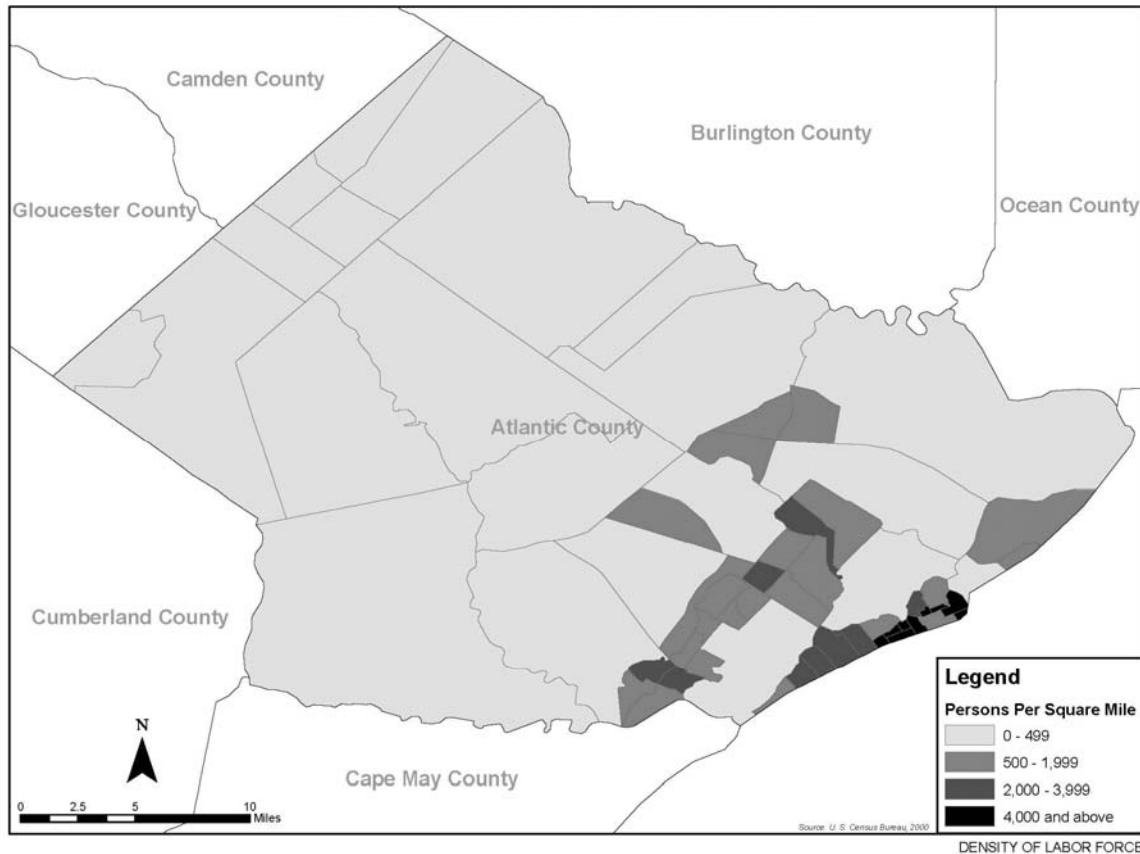 Camden County
Burlington County
Gloucester County
Ocean County
Atlantic County
Cumberland County
Cape May County
N
0 2.5 5 10
Miles
Legend
Persons Per Square Mile
0 - 499
500 - 1,999
2,000 - 3,999
4,000 and above
Source: U. S. Census Bureau, 2000
DENSITY OF LABOR FORCE